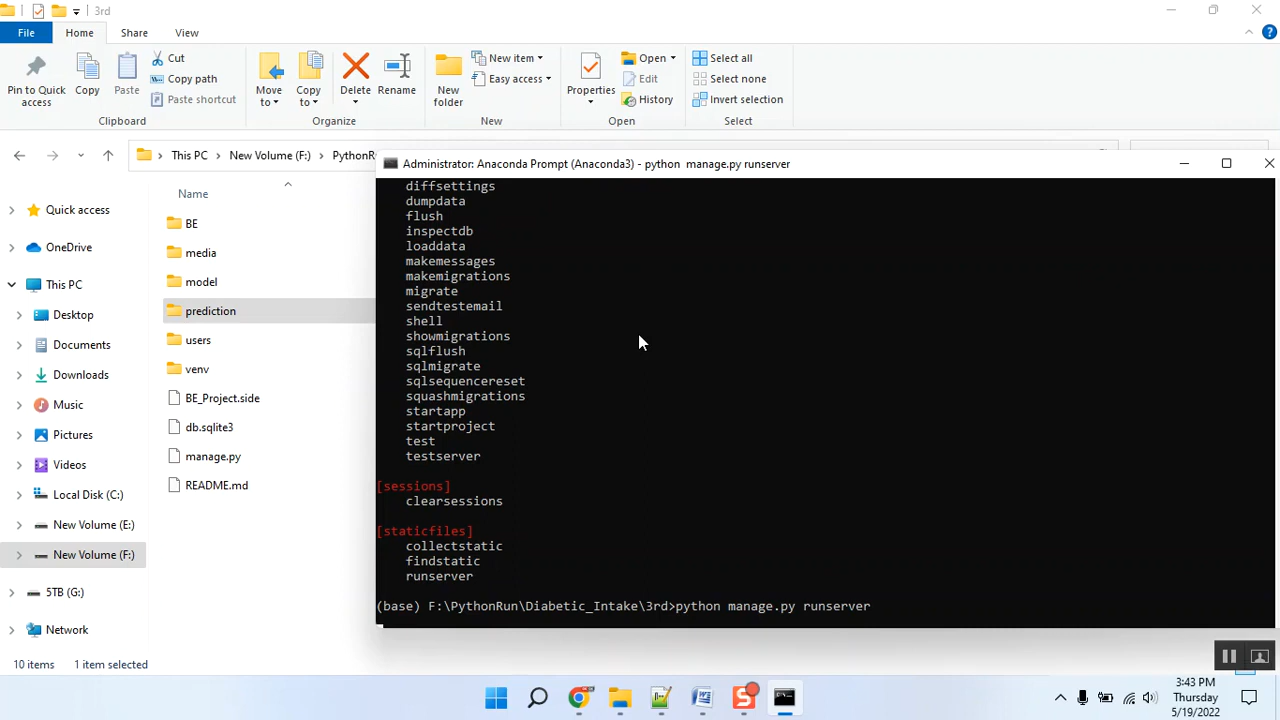 3rd
File
Home
Share
View
Pin to Quick access
Copy
Paste
Cut
Copy path
Paste shortcut
Clipboard
Move to
Copy to
Delete
Rename
Organize
New folder
New item
Easy access
New
Properties
Open
Edit
History
Open
Select all
Select none
Invert selection
Select
This PC
New Volume (F:)
Administrator: Anaconda Prompt (Anaconda3) - python manage.py runserver
Quick access
OneDrive
This PC
Desktop
Documents
Downloads
Music
Pictures
Videos
Local Disk (C:)
New Volume (E:)
New Volume (F:)
5TB (G:)
Network
Name
BE
media
model
prediction
users
venv
BE_Project.side
db.sqlite3
manage.py
README.md
diffsettings
dumpdata
flush
inspectdb
loaddata
makemessages
makemigrations
migrate
sendtestemail
shell
showmigrations
sqlflush
sqlmigrate
sqlsequencereset
squashmigrations
startapp
startproject
test
testserver
[sessions]
clearsessions
[staticfiles]
collectstatic
findstatic
runserver
(base) F:\PythonRun\Diabetic_Intake\3rd>python manage.py runserver
10 items
1 item selected
3:43 PM
Thursday
5/19/2022